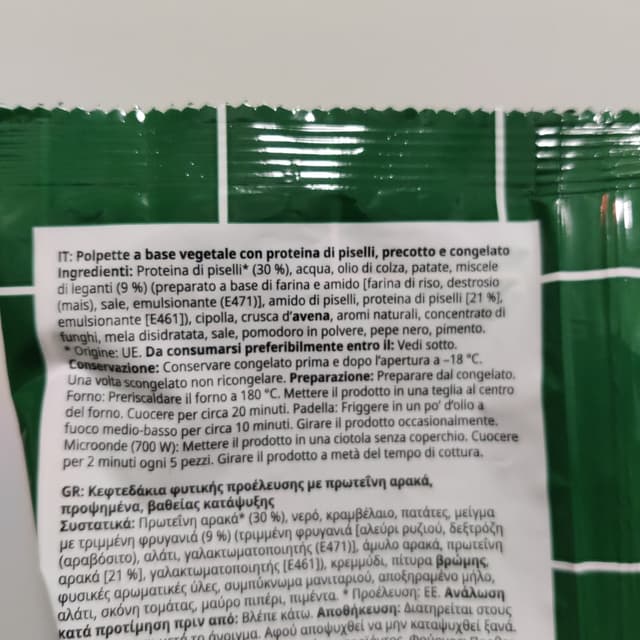 IT: Polpette a base vegetale con proteina di piselli, precotto e congelato
Ingredienti: Proteina di piselli* (30 %), acqua, olio di colza, patate, miscele
di leganti (9 %) (preparato a base di farina e amido [farina di riso, destrosio
(mais), sale, emulsionante (E471)], amido di piselli, proteina di piselli [21 %],
emulsionante [E461]), cipolla, crusca d'avena, aromi naturali, concentrato di
funghi, mela disidratata, sale, pomodoro in polvere, pepe nero, pimento.
* Origine: UE. Da consumarsi preferibilmente entro il: Vedi sotto.
Conservazione: Conservare congelato prima e dopo l'apertura a –18 °C.
Una volta scongelato non ricongelare. Preparazione: Preparare dal congelato.
Forno: Preriscaldare il forno a 180 °C. Mettere il prodotto in una teglia al centro
del forno. Cuocere per circa 20 minuti. Padella: Friggere in un po' d'olio a
fuoco medio-basso per circa 10 minuti. Girare il prodotto occasionalmente.
Microonde (700 W): Mettere il prodotto in una ciotola senza coperchio. Cuocere
per 2 minuti ogni 5 pezzi. Girare il prodotto a metà del tempo di cottura.
GR: Κεφτεδάκια φυτικής προέλευσης με πρωτεΐνη αρακά,
προψημένα, βαθείας κατάψυξης
Συστατικά: Πρωτεΐνη αρακά* (30 %), νερό, κραμβέλαιο, πατάτες, μείγμα
με τριμμένη φρυγανιά (9 %) (τριμμένη φρυγανιά [αλεύρι ρυζιού, δεξτρόζη
(αραβόσιτο), αλάτι, γαλακτωματοποιητής (E471)], άμυλο αρακά, πρωτεΐνη
αρακά [21 %], γαλακτωματοποιητής [E461]), κρεμμύδι, πίτυρα βρώμης,
φυσικές αρωματικές ύλες, συμπύκνωμα μανιταριού, αποξηραμένο μήλο,
αλάτι, σκόνη τομάτας, μαύρο πιπέρι, πιμέντα. * Προέλευση: ΕΕ. Ανάλωση
κατά προτίμηση πριν από: Βλέπε κάτω. Αποθήκευση: Διατηρείται στους
μετά το άνοιγμα. Αφού αποψυχθεί να μην καταψυχθεί ξανά.